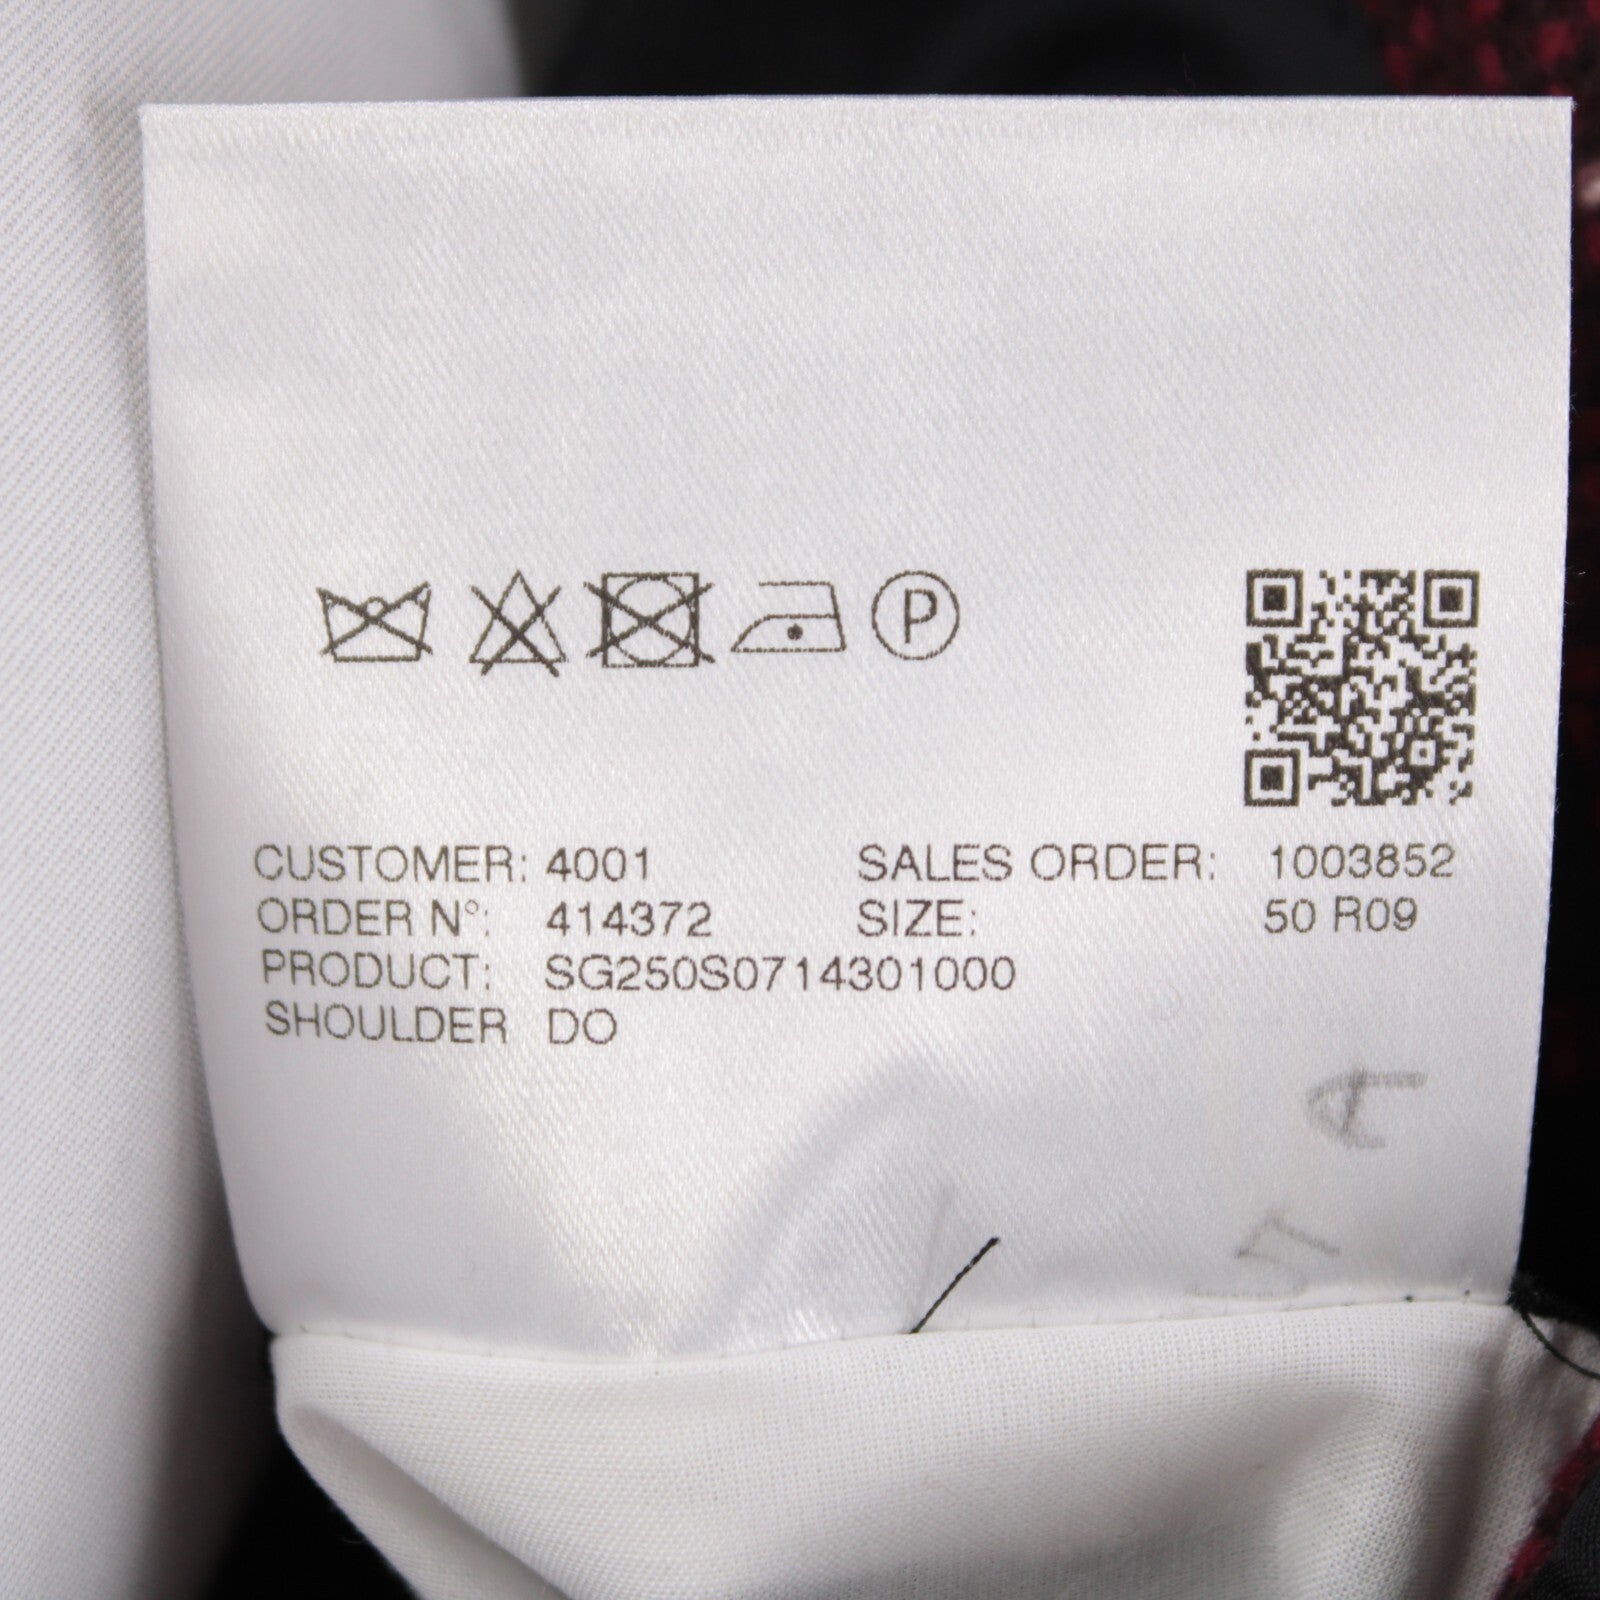 P
CUSTOMER: 4001 SALES ORDER: 1003852
ORDER N°: 414372 SIZE: 50 R09
PRODUCT: SG250S0714301000
SHOULDER DO
A